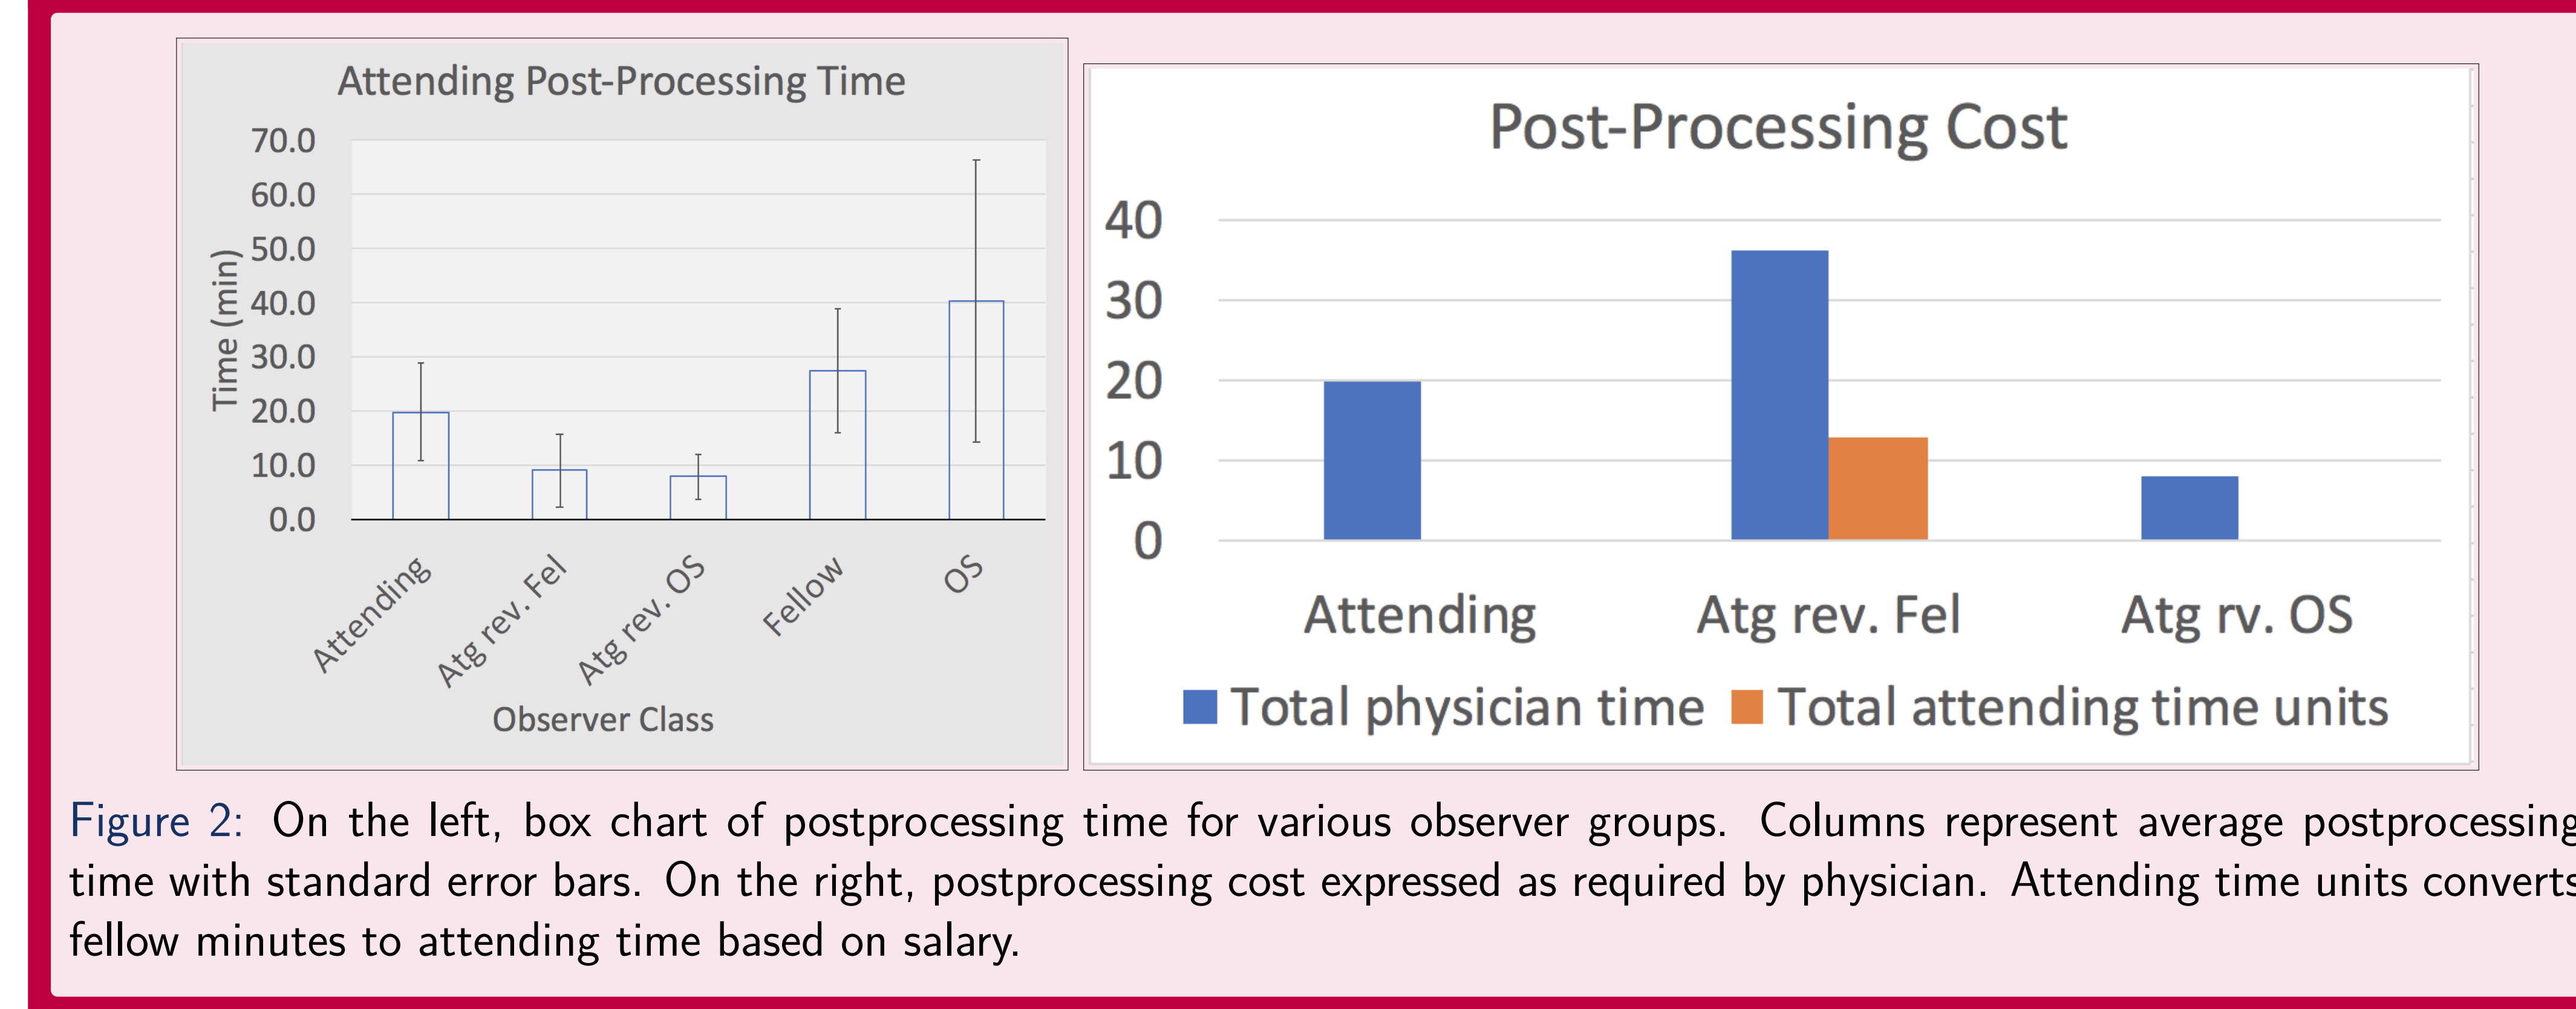 Attending Post-Processing Time
70.0
60.0
50.0
40.0
30.0
20.0
10.0
0.0
Time (min)
Attending
Atg rev. Fel
Atg rev. OS
Fellow
OS
Observer Class
Post-Processing Cost
40
30
20
10
0
Attending Atg rev. Fel Atg rv. OS
Total physician time Total attending time units
Figure 2: On the left, box chart of postprocessing time for various observer groups. Columns represent average postprocessing
time with standard error bars. On the right, postprocessing cost expressed as required by physician. Attending time units converts
fellow minutes to attending time based on salary.